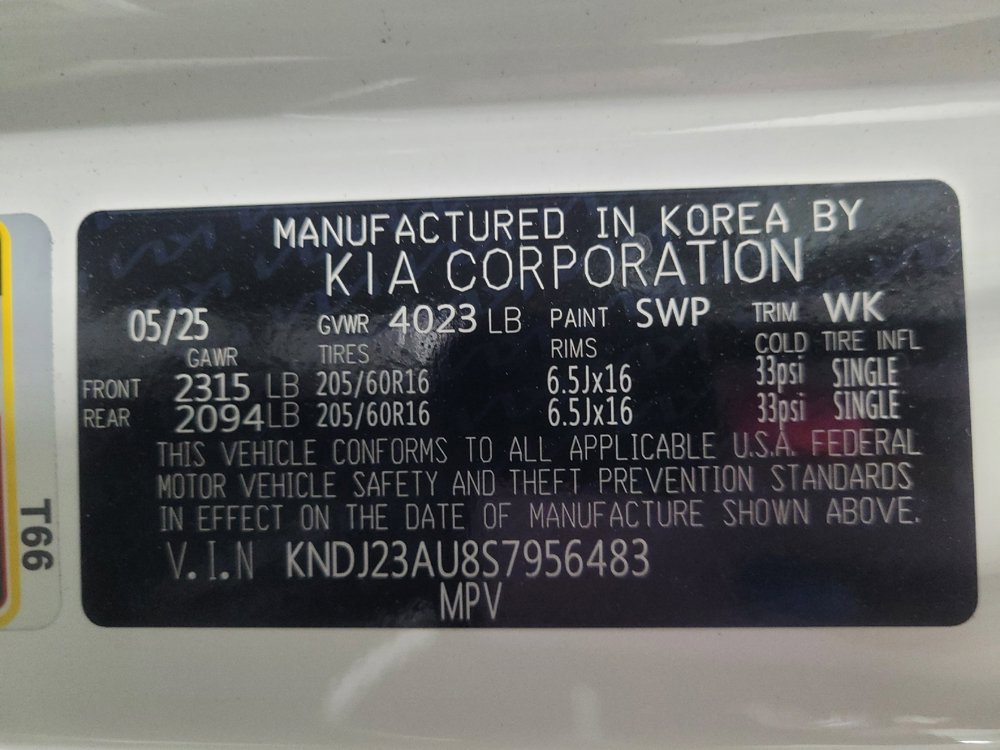 MANUFACTURED IN KOREA BY
KIA CORPORATION
05/25 GVWR 4023 LB PAINT SWP TRIM WK
GAWR TIRES RIMS COLD TIRE INFL
FRONT 2315 LB 205/60R16 6.5Jx16 33psi SINGLE
REAR 2094 LB 205/60R16 6.5Jx16 33psi SINGLE
THIS VEHICLE CONFORMS TO ALL APPLICABLE U.S.A. FEDERAL
MOTOR VEHICLE SAFETY AND THEFT PREVENTION STANDARDS
IN EFFECT ON THE DATE OF MANUFACTURE SHOWN ABOVE.
V.I.N KNDJ23AU8S7956483
MPV
T66